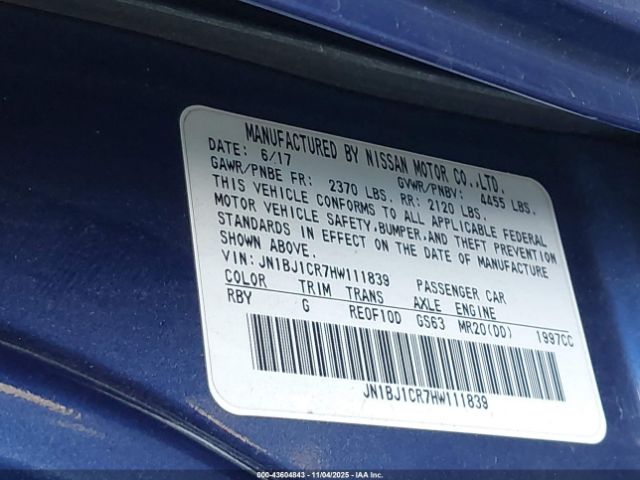 MANUFACTURED BY NISSAN MOTOR CO.,LTD.
DATE: 6/17 GVWR/PNBV: 4455 LBS.
GAWR/PNBE FR: 2370 LBS. RR: 2120 LBS.
THIS VEHICLE CONFORMS TO ALL APPLICABLE FEDERAL
MOTOR VEHICLE SAFETY,BUMPER,AND THEFT PREVENTION
STANDARDS IN EFFECT ON THE DATE OF MANUFACTURE
SHOWN ABOVE.
VIN: JN1BJ1CR7HW111839 PASSENGER CAR
COLOR TRIM TRANS AXLE ENGINE
RBY G RE0F10D GS63 MR20(DD) 1997CC
JN1BJ1CR7HW111839
000-43604843 - 11/04/2025 - IAAI.COM